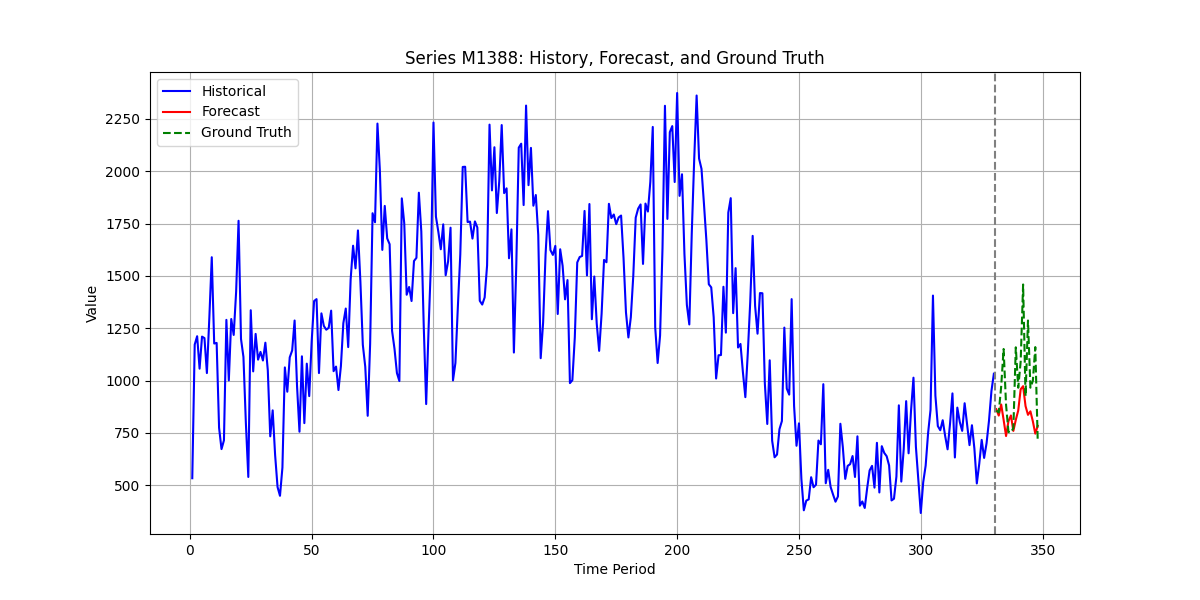 Series M1388: History, Forecast, and Ground Truth
Historical
Forecast
Ground Truth
2250
2000
1750
1500
1250
1000
750
500
Value
0 50 100 150 200 250 300 350
Time Period